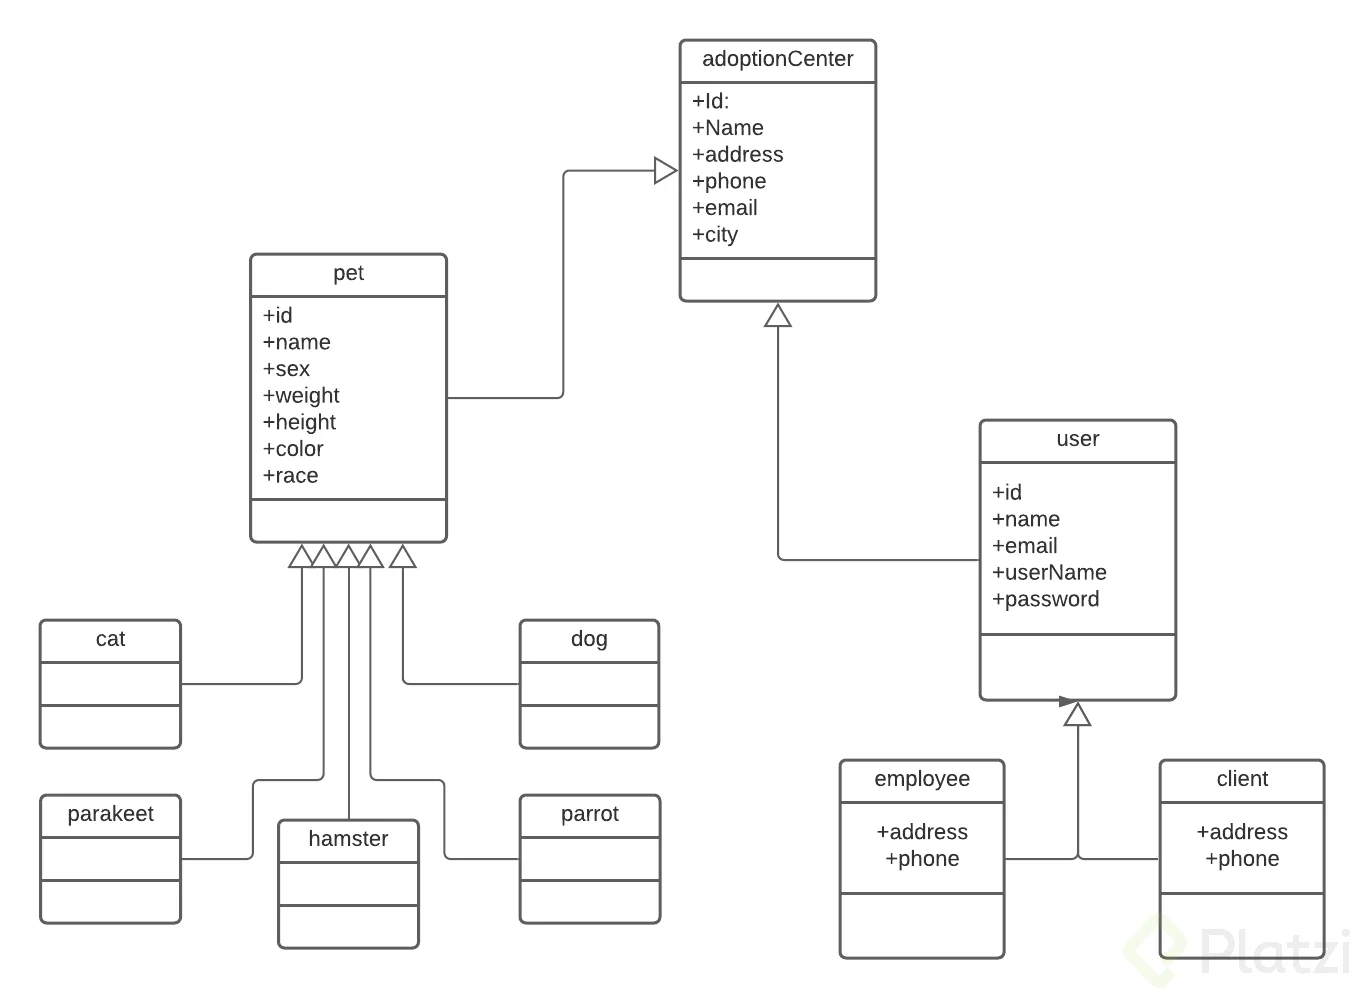 adoptionCenter
+Id:
+Name
+address
+phone
+email
+city
pet
+id
+name
+sex
+weight
+height
+color
+race
user
+id
+name
+email
+userName
+password
cat
dog
parakeet
hamster
parrot
employee
+address
+phone
client
+address
+phone
Platzi